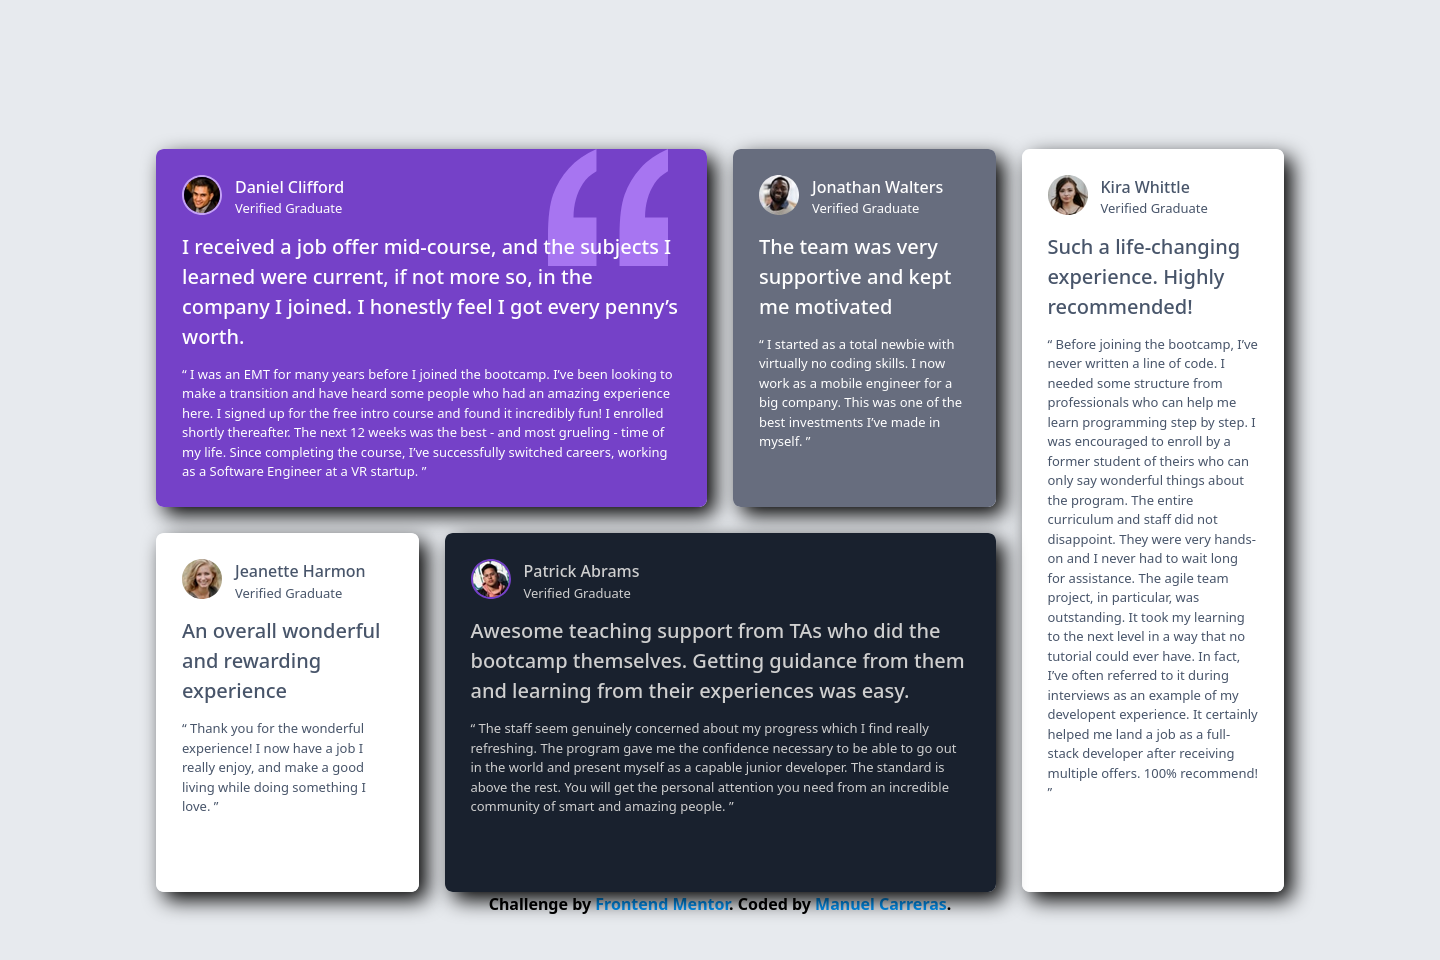 Daniel Clifford
Verified Graduate
I received a job offer mid-course, and the subjects I
learned were current, if not more so, in the
company I joined. I honestly feel I got every penny’s
worth.
“ I was an EMT for many years before I joined the bootcamp. I’ve been looking to
make a transition and have heard some people who had an amazing experience
here. I signed up for the free intro course and found it incredibly fun! I enrolled
shortly thereafter. The next 12 weeks was the best - and most grueling - time of
my life. Since completing the course, I’ve successfully switched careers, working
as a Software Engineer at a VR startup. ”
Jonathan Walters
Verified Graduate
The team was very
supportive and kept
me motivated
“ I started as a total newbie with
virtually no coding skills. I now
work as a mobile engineer for a
big company. This was one of the
best investments I’ve made in
myself. ”
Kira Whittle
Verified Graduate
Such a life-changing
experience. Highly
recommended!
“ Before joining the bootcamp, I’ve
never written a line of code. I
needed some structure from
professionals who can help me
learn programming step by step. I
was encouraged to enroll by a
former student of theirs who can
only say wonderful things about
the program. The entire
curriculum and staff did not
disappoint. They were very hands-
on and I never had to wait long
for assistance. The agile team
project, in particular, was
outstanding. It took my learning
to the next level in a way that no
tutorial could ever have. In fact,
I’ve often referred to it during
interviews as an example of my
developent experience. It certainly
helped me land a job as a full-
stack developer after receiving
multiple offers. 100% recommend!
”
Jeanette Harmon
Verified Graduate
An overall wonderful
and rewarding
experience
“ Thank you for the wonderful
experience! I now have a job I
really enjoy, and make a good
living while doing something I
love. ”
Patrick Abrams
Verified Graduate
Awesome teaching support from TAs who did the
bootcamp themselves. Getting guidance from them
and learning from their experiences was easy.
“ The staff seem genuinely concerned about my progress which I find really
refreshing. The program gave me the confidence necessary to be able to go out
in the world and present myself as a capable junior developer. The standard is
above the rest. You will get the personal attention you need from an incredible
community of smart and amazing people. ”
Challenge by Frontend Mentor. Coded by Manuel Carreras.